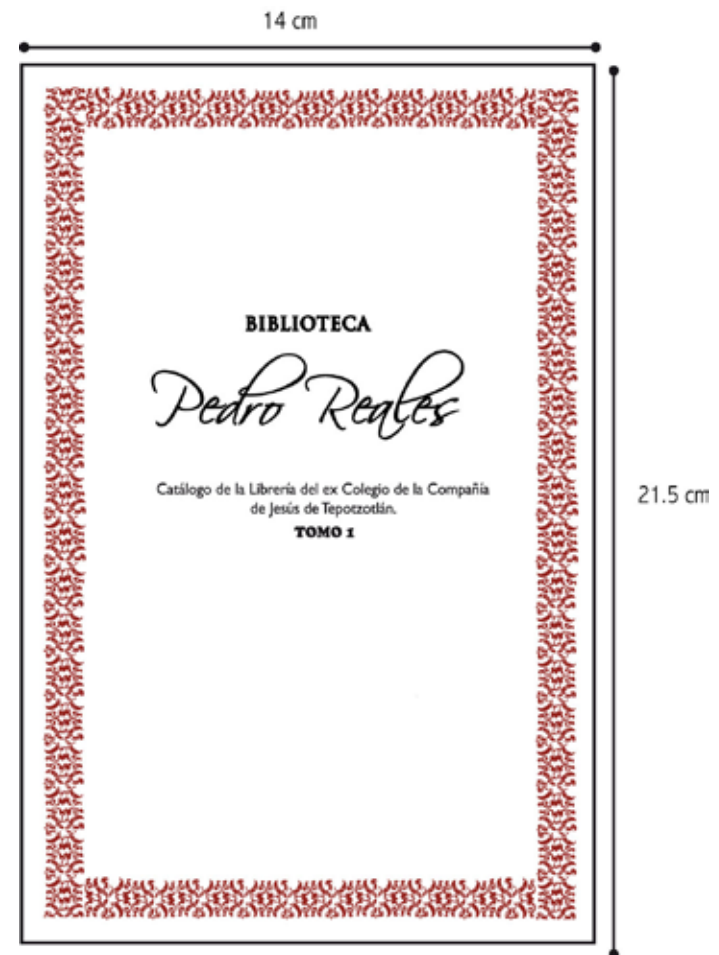 14 cm
BIBLIOTECA
Pedro Reales
Catálogo de la Librería del ex Colegio de la Compañía
de Jesús de Tepotzotlán.
TOMO 1
21.5 cm